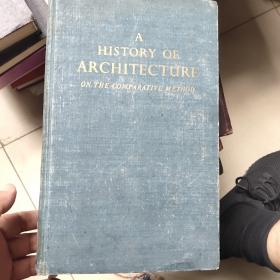 A
HISTORY OF
ARCHITECTURE
ON THE COMPARATIVE METHOD